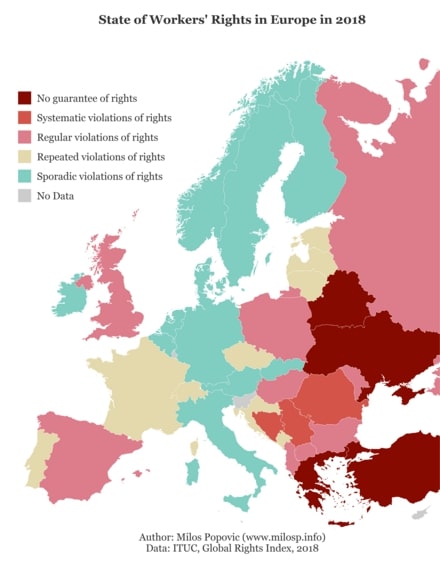 State of Workers' Rights in Europe in 2018
No guarantee of rights
Systematic violations of rights
Regular violations of rights
Repeated violations of rights
Sporadic violations of rights
No Data
Author: Milos Popovic (www.milosp.info)
Data: ITUC, Global Rights Index, 2018